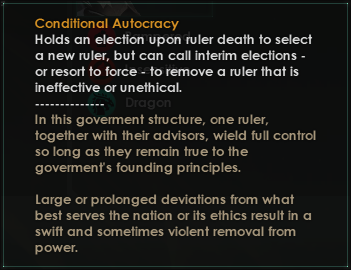 Conditional Autocracy
Holds an election upon ruler death to select
a new ruler, but can call interim elections -
or resort to force - to remove a ruler that is
ineffective or unethical.
--------------
Dragon
In this goverment structure, one ruler,
together with their advisors, wield full control
so long as they remain true to the
goverment's founding principles.
Large or prolonged deviations from what
best serves the nation or its ethics result in a
swift and sometimes violent removal from
power.